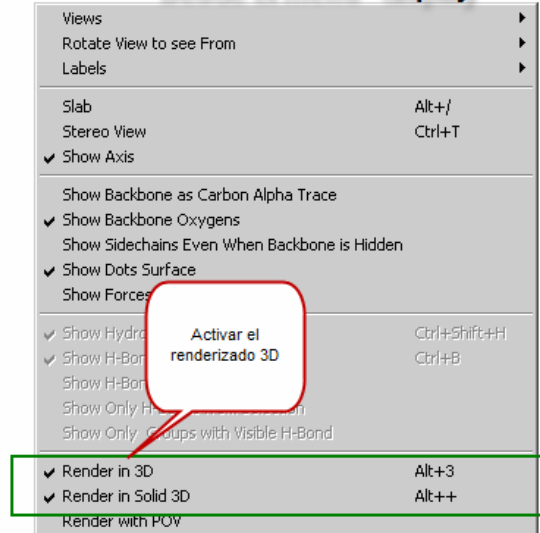 Views
Rotate View to see From
Labels
Slab Alt+/
Stereo View Ctrl+T
Show Axis
Show Backbone as Carbon Alpha Trace
Show Backbone Oxygens
Show Sidechains Even When Backbone is Hidden
Show Dots Surface
Show Forces
Activar el
renderizado 3D
Show Hydro Ctrl+Shift+H
Show H-Bon Ctrl+B
Show H-Bon
Show Only H-
Show Only Groups with Visible H-Bond
Render in 3D Alt+3
Render in Solid 3D Alt++
Render with POV